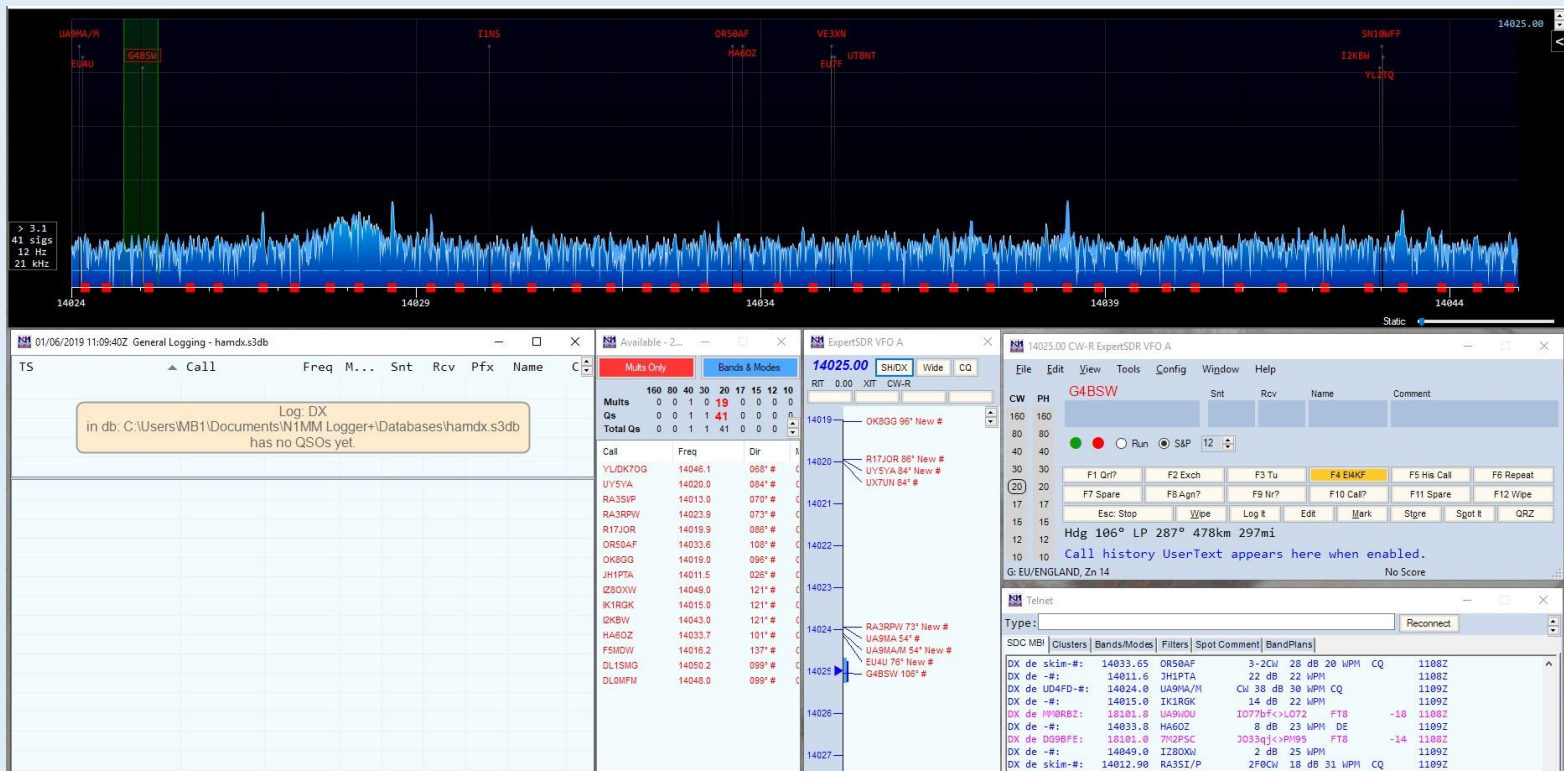 14025.00
<
UA9MA/M
I1NS
OR50AF
VE3XN
SN10WFF
G4BSW
HA6OZ
UT8NT
I2KBW
EU4U
EU7F
YL2TQ
> 3.1
41 sigs
12 Hz
21 kHz
14024 14029 14034 14039 14044
Static
01/06/2019 11:09:40Z General Logging - hamdx.s3db
TS Call Freq M... Snt Rcv Pfx Name C
Log: DX
in db: C:\Users\MB1\Documents\N1MM Logger+\Databases\hamdx.s3db
has no QSOs yet.
Available - 2...
Mults Only Bands & Modes
160 80 40 30 20 17 15 12 10
Mults 0 0 1 0 19 0 0 0 0
Qs 0 0 1 1 41 0 0 0 0
Total Qs 0 0 1 1 41 0 0 0 0
Call Freq Dir
YL/DK7OG 14046.1 068° #
UY5YA 14020.0 084° #
RA3SI/P 14013.0 070° #
RA3RPW 14023.9 073° #
R17JOR 14019.9 086° #
OR50AF 14033.6 108° #
OK8GG 14019.0 096° #
JH1PTA 14011.5 026° #
IZ8OXW 14049.0 121° #
IK1RGK 14015.0 121° #
I2KBW 14043.0 121° #
HA6OZ 14033.7 101° #
F5MDW 14016.2 137° #
DL1SMG 14050.2 099° #
DL0MFM 14048.0 099° #
ExpertSDR VFO A
14025.00 SH/DX Wide CQ
RIT 0.00 XIT CW-R
14019 OK8GG 96° New #
14020 R17JOR 86° New #
UY5YA 84° New #
UX7UN 84° #
14021
14022
14023
14024 RA3RPW 73° New #
UA9MA 54° #
UA9MA/M 54° New #
EU4U 76° New #
14025 G4BSW 106° #
14026
14027
14025.00 CW-R ExpertSDR VFO A
File Edit View Tools Config Window Help
CW PH
160 160
80 80
40 40
30 30
20 20
17 17
15 15
12 12
10 10
G4BSW Snt Rcv Name Comment
Run S&P 12
F1 Qrl? F2 Exch F3 Tu F4 EI4KF F5 His Call F6 Repeat
F7 Spare F8 Agn? F9 Nr? F10 Call? F11 Spare F12 Wipe
Esc: Stop Wipe Log It Edit Mark Store Spot It QRZ
Hdg 106° LP 287° 478km 297mi
Call history UserText appears here when enabled.
G: EU/ENGLAND, Zn 14 No Score
Telnet
Type: Reconnect
SDC MB! Clusters Bands/Modes Filters Spot Comment BandPlans
DX de skim-#: 14033.65 OR50AF 3-2CW 28 dB 20 WPM CQ 1108Z
DX de -#: 14011.6 JH1PTA 22 dB 22 WPM 1108Z
DX de UD4FD-#: 14024.0 UA9MA/M CW 38 dB 30 WPM CQ 1109Z
DX de -#: 14015.0 IK1RGK 14 dB 22 WPM 1109Z
DX de MM0RBZ: 18101.8 UA9WOU IO77bf<>LO72 FT8 -18 1108Z
DX de -#: 14033.8 HA6OZ 8 dB 23 WPM DE 1109Z
DX de DG9BFE: 18101.0 7M2PSC JO33qj<>PM95 FT8 -14 1108Z
DX de -#: 14049.0 IZ8OXW 2 dB 25 WPM 1109Z
DX de skim-#: 14012.90 RA3SI/P 2F0CW 18 dB 31 WPM CQ 1109Z